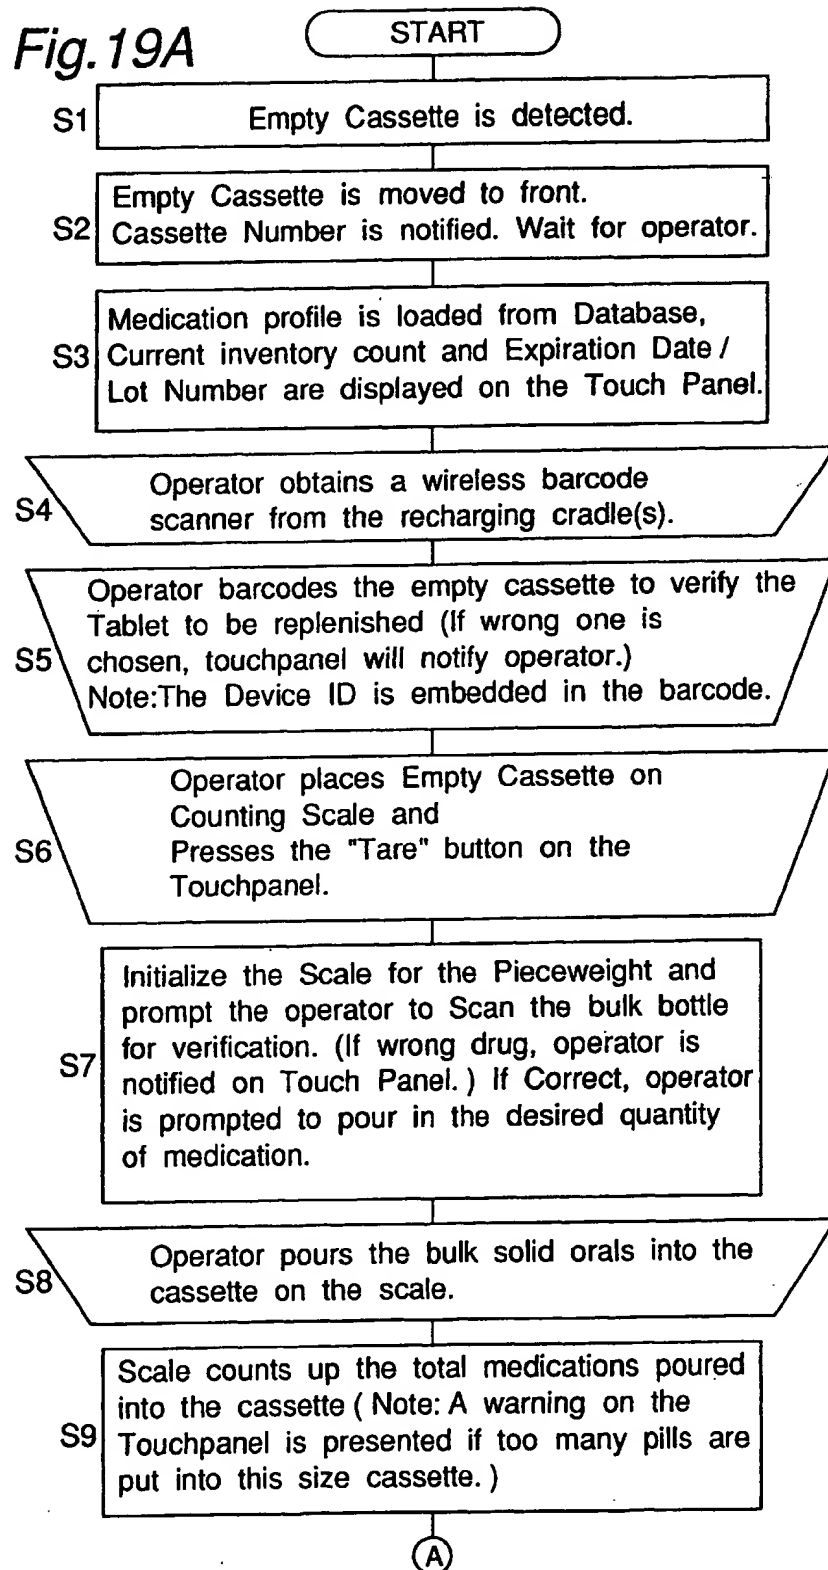 Fig.19A
START
S1
Empty Cassette is detected.
S2
Empty Cassette is moved to front.
Cassette Number is notified. Wait for operator.
S3
Medication profile is loaded from Database,
Current inventory count and Expiration Date /
Lot Number are displayed on the Touch Panel.
S4
Operator obtains a wireless barcode
scanner from the recharging cradle(s).
S5
Operator barcodes the empty cassette to verify the
Tablet to be replenished (If wrong one is
chosen, touchpanel will notify operator.)
Note:The Device ID is embedded in the barcode.
S6
Operator places Empty Cassette on
Counting Scale and
Presses the "Tare" button on the
Touchpanel.
S7
Initialize the Scale for the Pieceweight and
prompt the operator to Scan the bulk bottle
for verification. (If wrong drug, operator is
notified on Touch Panel.) If Correct, operator
is prompted to pour in the desired quantity
of medication.
S8
Operator pours the bulk solid orals into the
cassette on the scale.
S9
Scale counts up the total medications poured
into the cassette ( Note: A warning on the
Touchpanel is presented if too many pills are
put into this size cassette. )
A